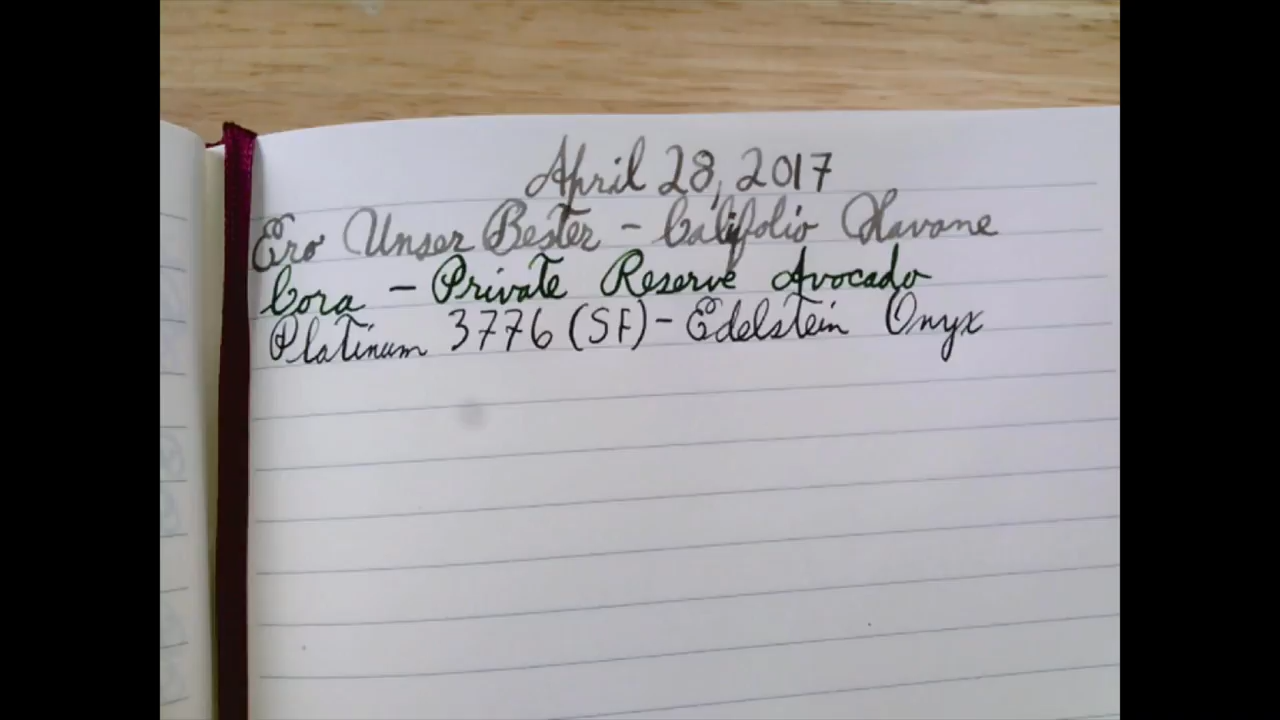 April 28, 2017
Ero Unser Bester - Califolio Havane
Cora - Private Reserve Avocado
Platinum 3776 (SF) - Edelstein Onyx